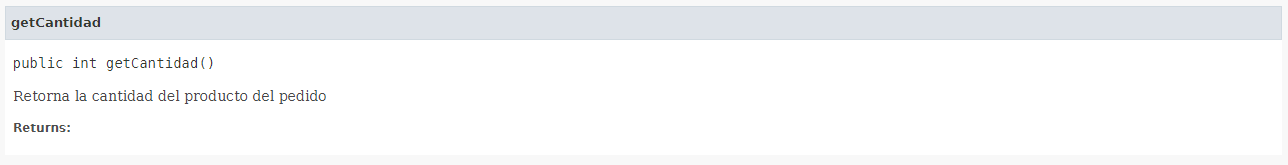 getCantidad
public int getCantidad()
Retorna la cantidad del producto del pedido
Returns: